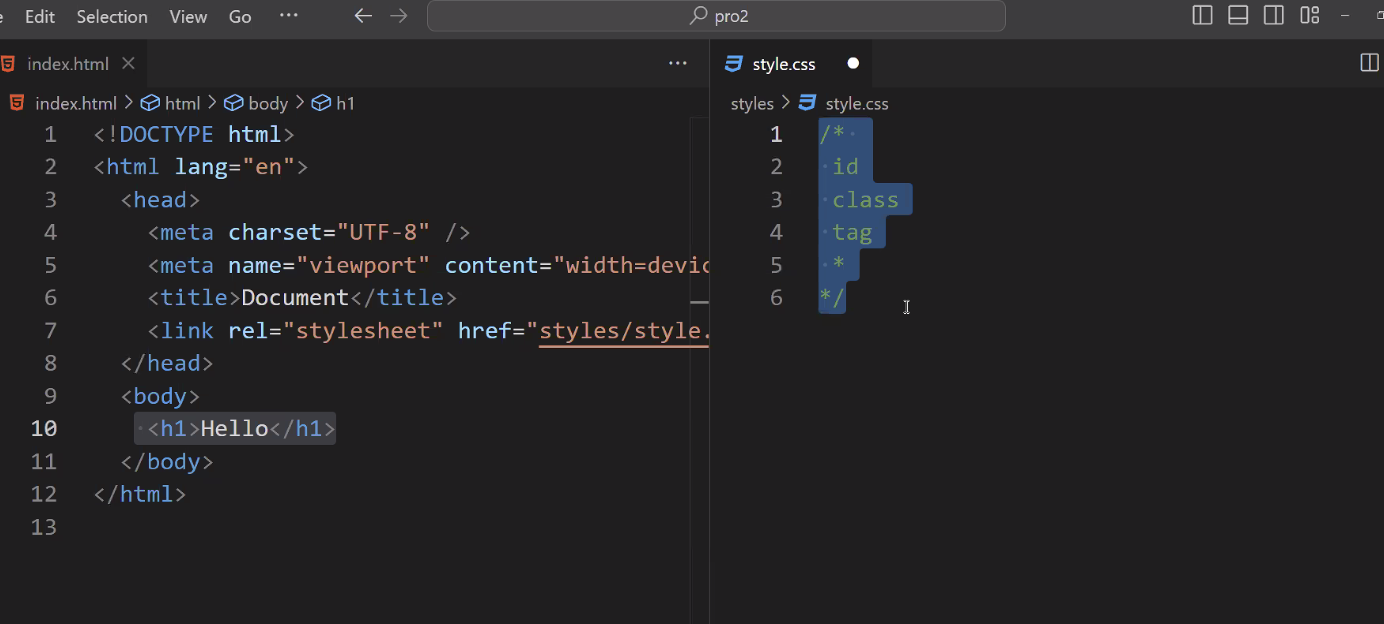 Edit Selection View Go ··· ← → pro2
index.html ×
···
index.html > html > body > h1
1 <!DOCTYPE html>
2 <html lang="en">
3 <head>
4 <meta charset="UTF-8" />
5 <meta name="viewport" content="width=devic
6 <title>Document</title>
7 <link rel="stylesheet" href="styles/style.
8 </head>
9 <body>
10 <h1>Hello</h1>
11 </body>
12 </html>
13
style.css ●
styles > style.css
1 /*
2 id
3 class
4 tag
5 *
6 */